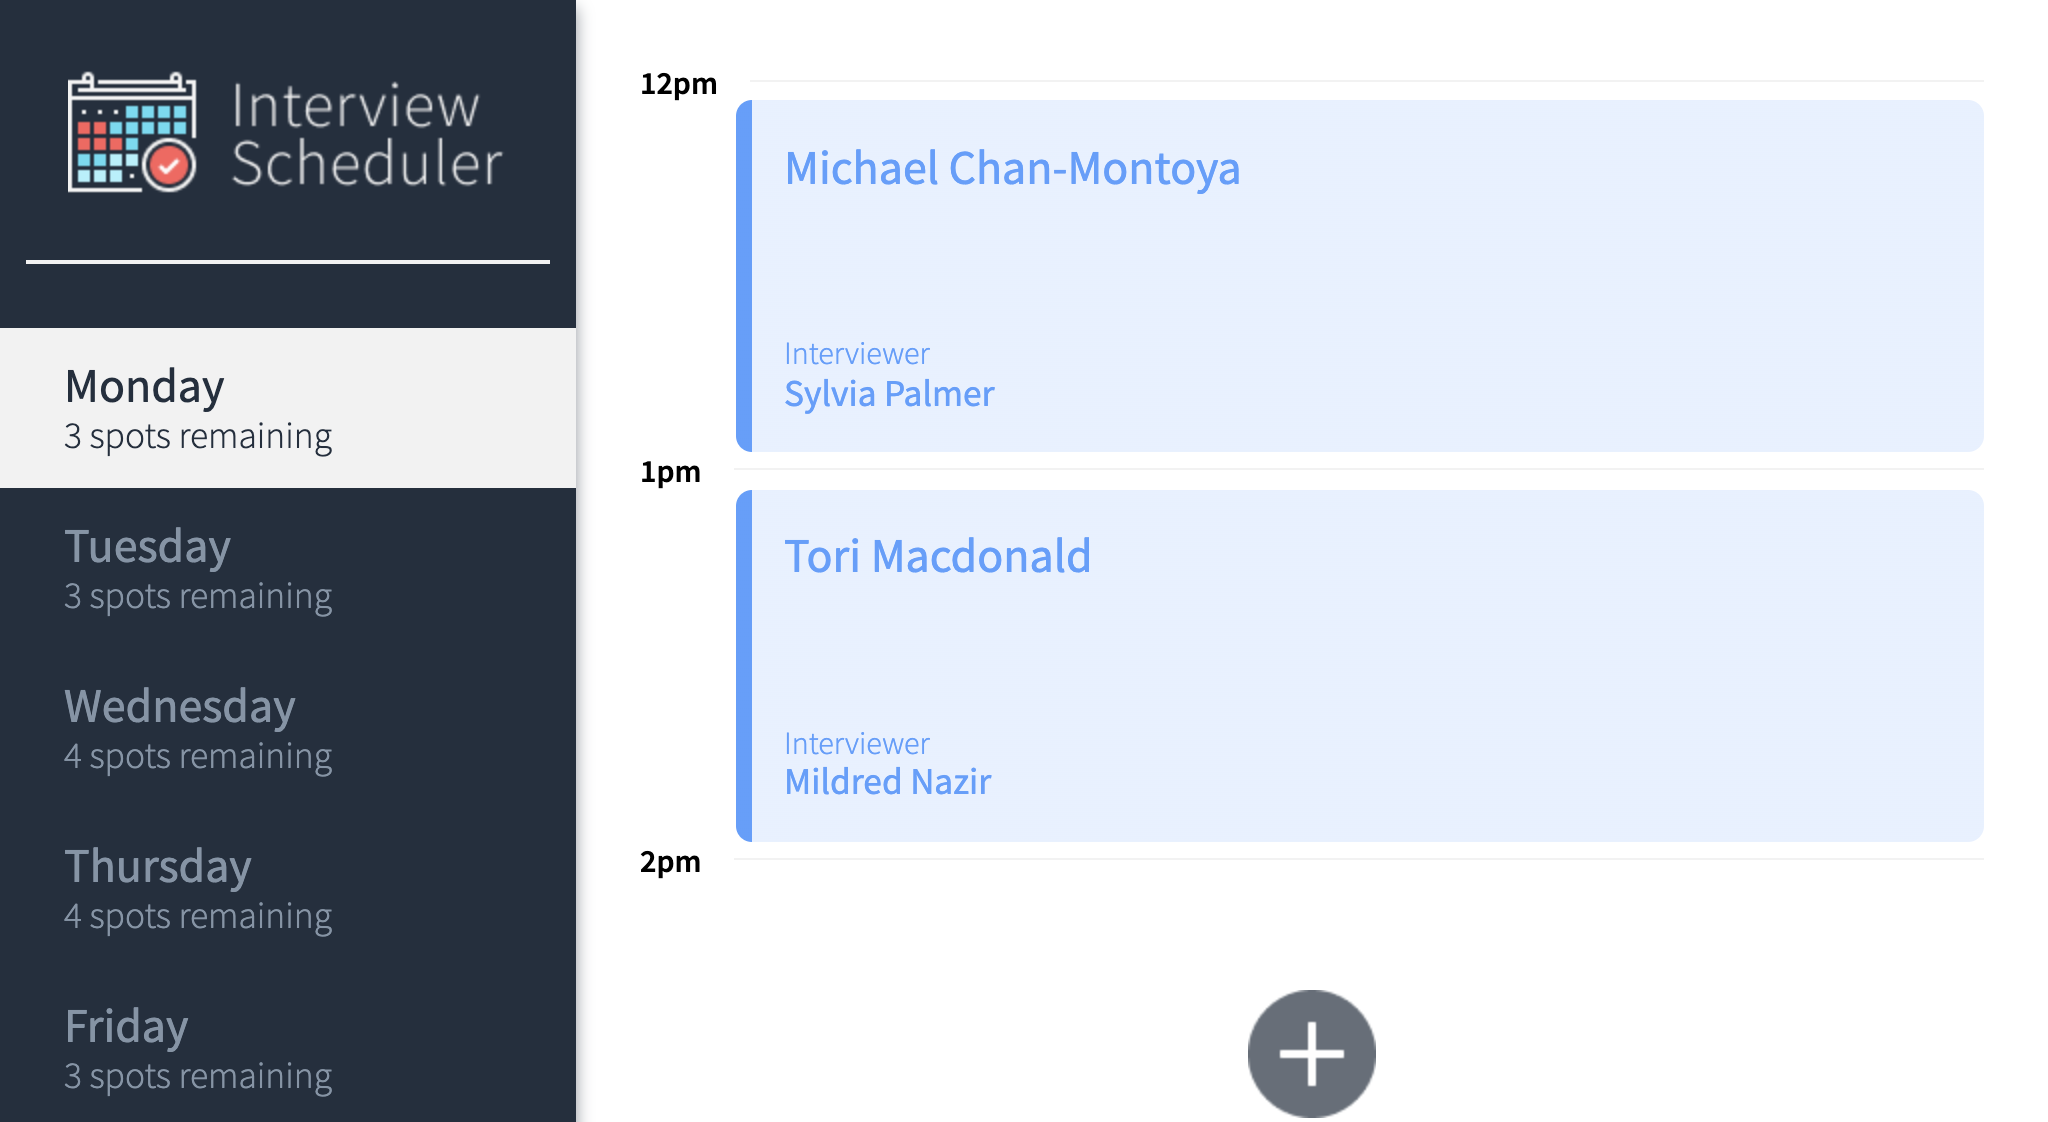 Interview
Scheduler
Monday
3 spots remaining
Tuesday
3 spots remaining
Wednesday
4 spots remaining
Thursday
4 spots remaining
Friday
3 spots remaining
12pm
Michael Chan-Montoya
Interviewer
Sylvia Palmer
1pm
Tori Macdonald
Interviewer
Mildred Nazir
2pm